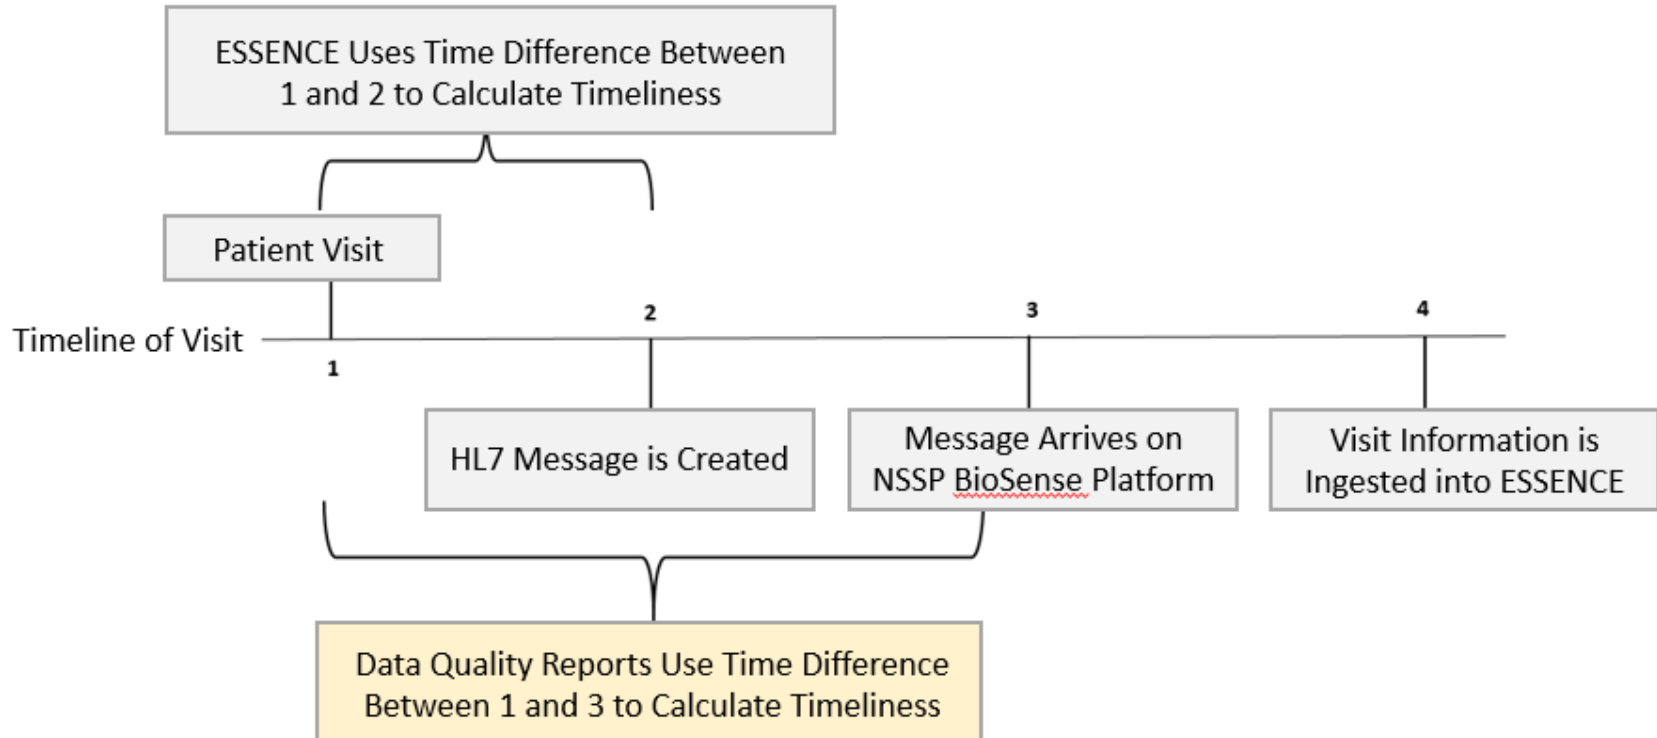 ESSENCE Uses Time Difference Between
1 and 2 to Calculate Timeliness
Patient Visit
2
3
4
Timeline of Visit
1
HL7 Message is Created
Message Arrives on
NSSP BioSense Platform
Visit Information is
Ingested into ESSENCE
Data Quality Reports Use Time Difference
Between 1 and 3 to Calculate Timeliness